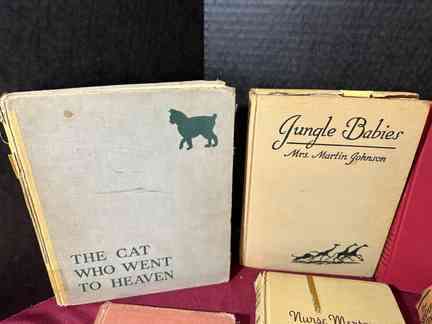 THE CAT
WHO WENT
TO HEAVEN
Jungle Babies
Mrs. Martin Johnson
Nurse